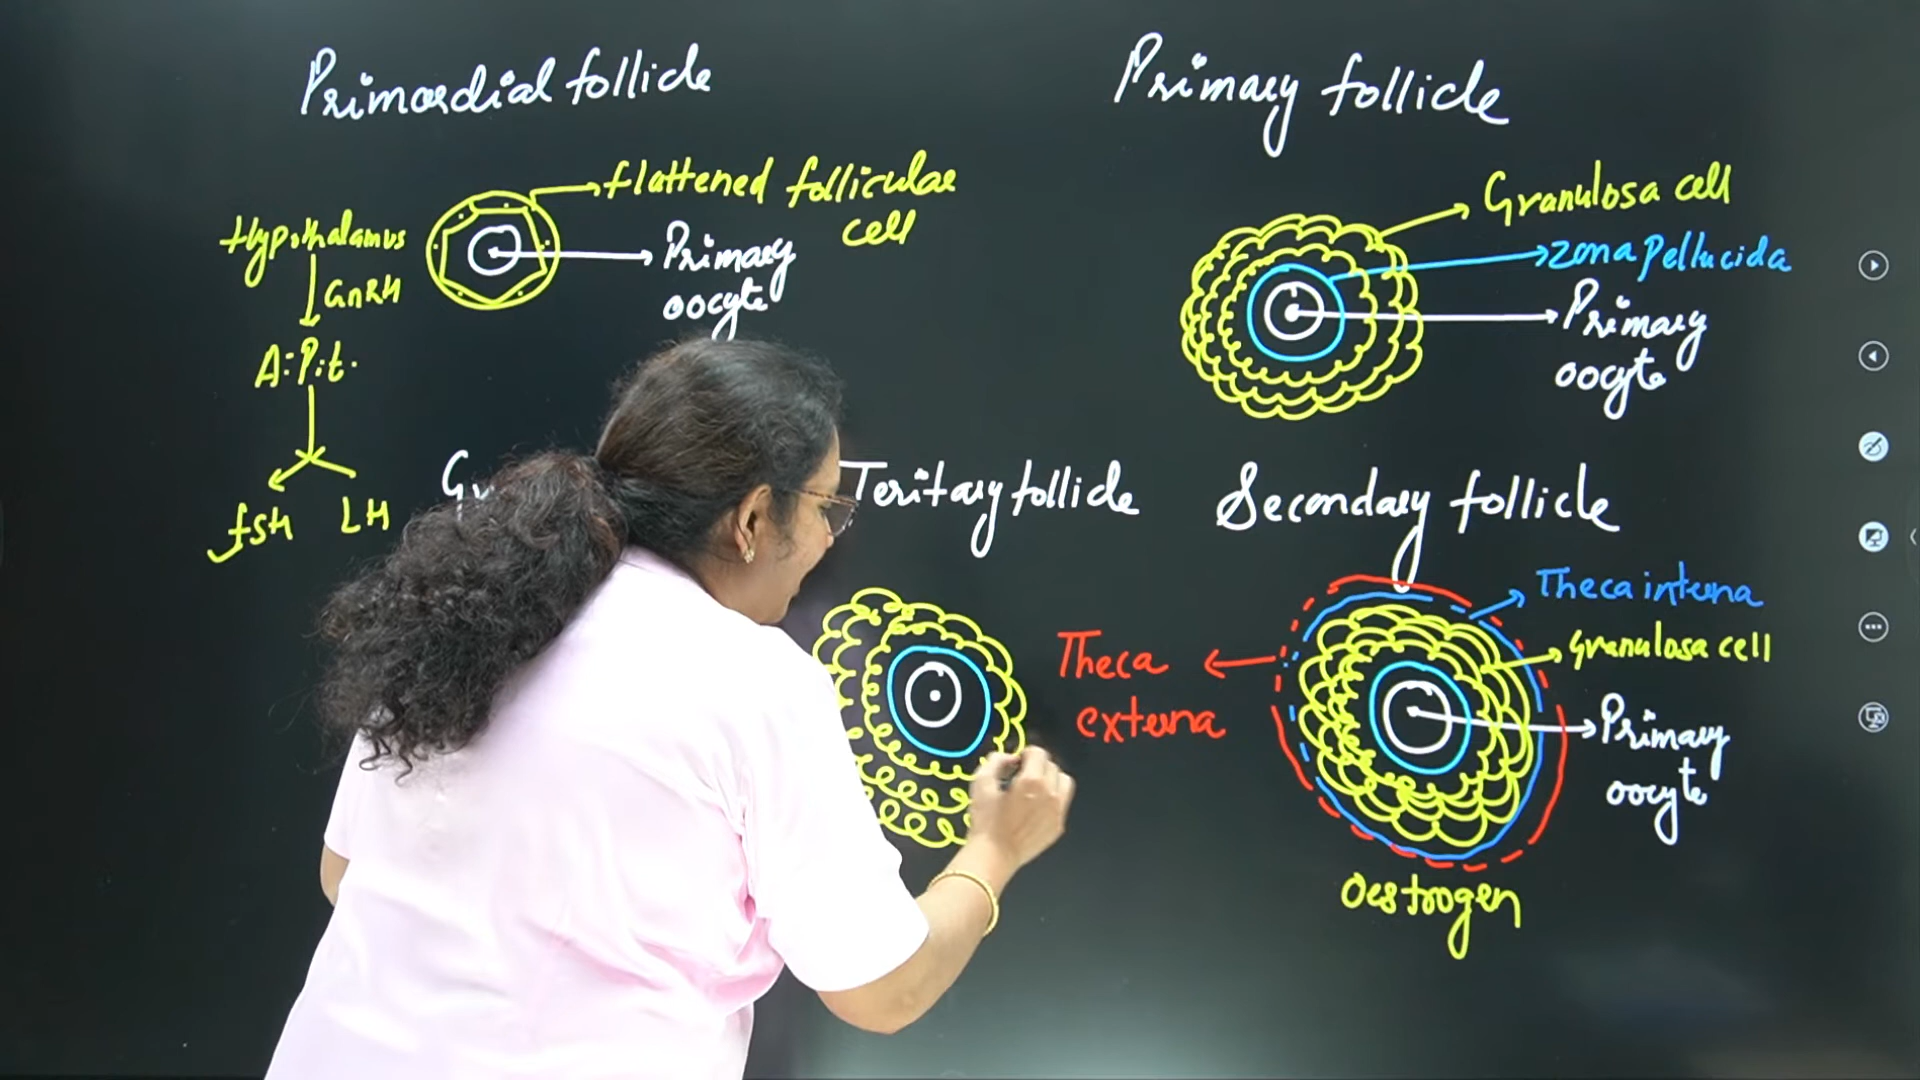 Primordial follicle
flattened follicular
cell
Primary
oocyte
Hypothalamus
GnRH
A.Pit.
FSH LH
Primary follicle
Granulosa cell
Zona Pellucida
Primary
oocyte
Teritary follicle
Secondary follicle
Theca
externa
Theca interna
Granulosa cell
Primary
oocyte
Oestrogen